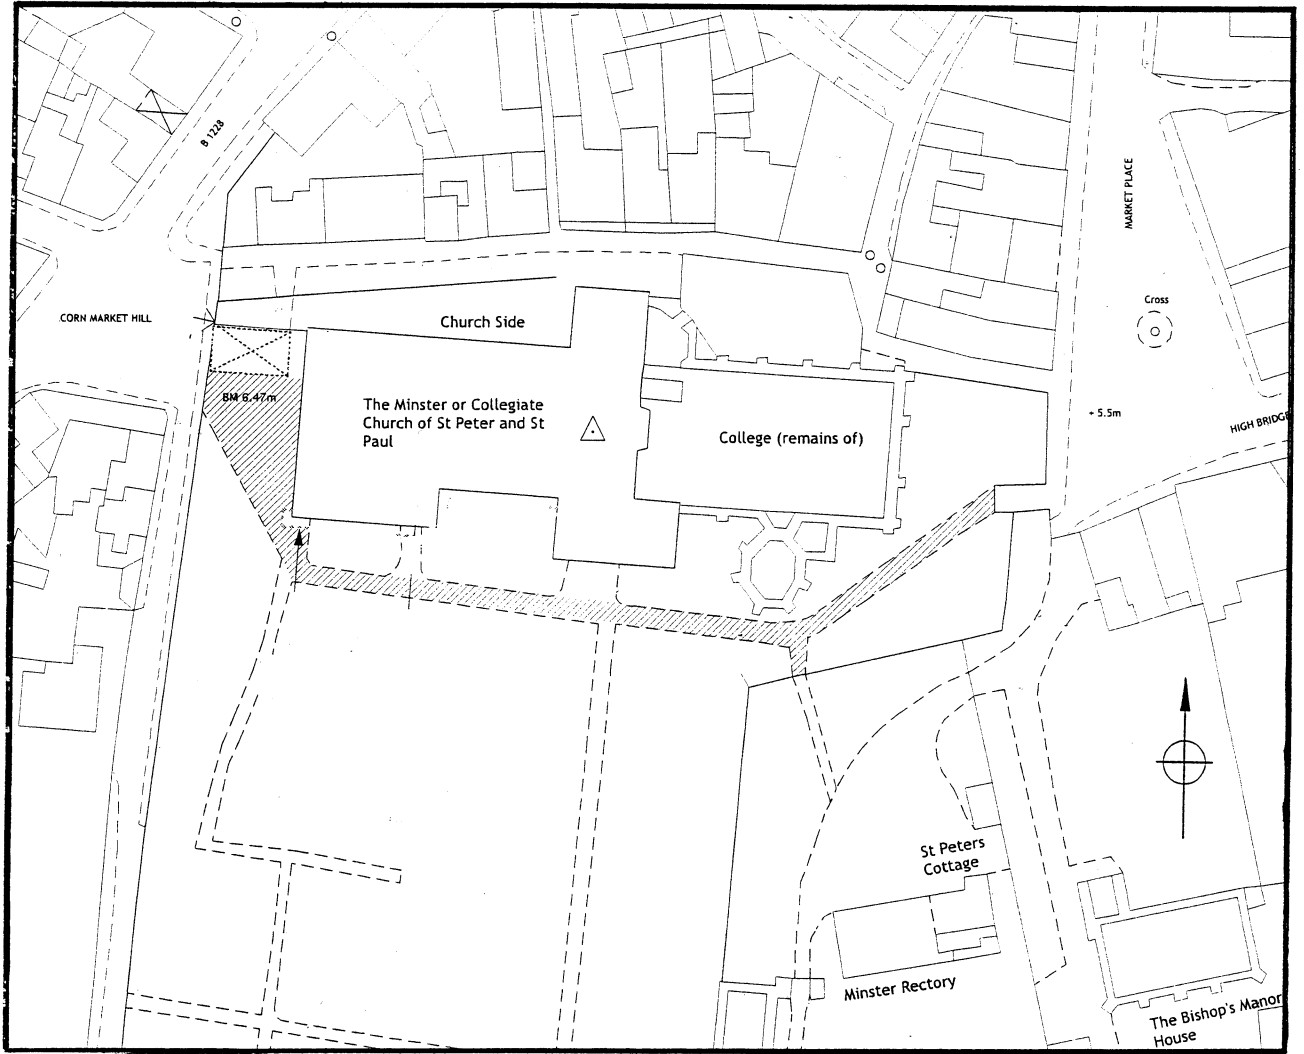 B 1228
MARKET PLACE
Cross
CORN MARKET HILL
Church Side
BM 6.47m
The Minster or Collegiate
Church of St Peter and St
Paul
College (remains of)
+ 5.5m
HIGH BRIDGE
St Peters
Cottage
Minster Rectory
The Bishop's Manor
House